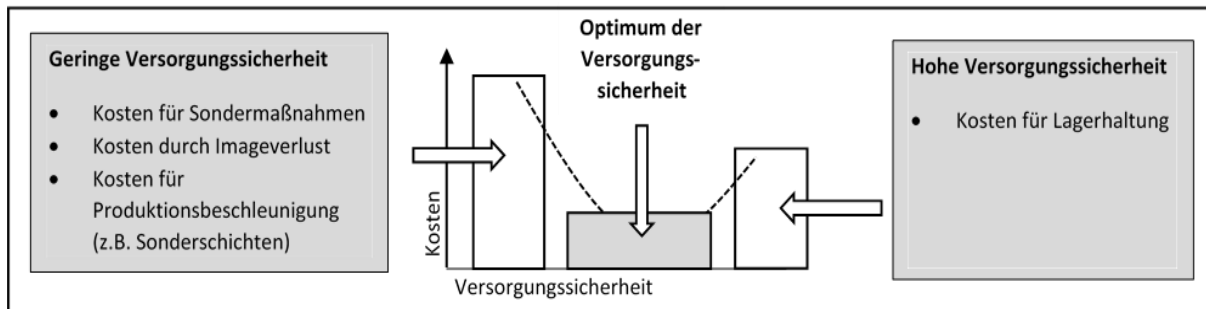 Geringe Versorgungssicherheit
• Kosten für Sondermaßnahmen
• Kosten durch Imageverlust
• Kosten für
Produktionsbeschleunigung
(z.B. Sonderschichten)
Kosten
Versorgungssicherheit
Optimum der
Versorgungs-
sicherheit
Hohe Versorgungssicherheit
• Kosten für Lagerhaltung